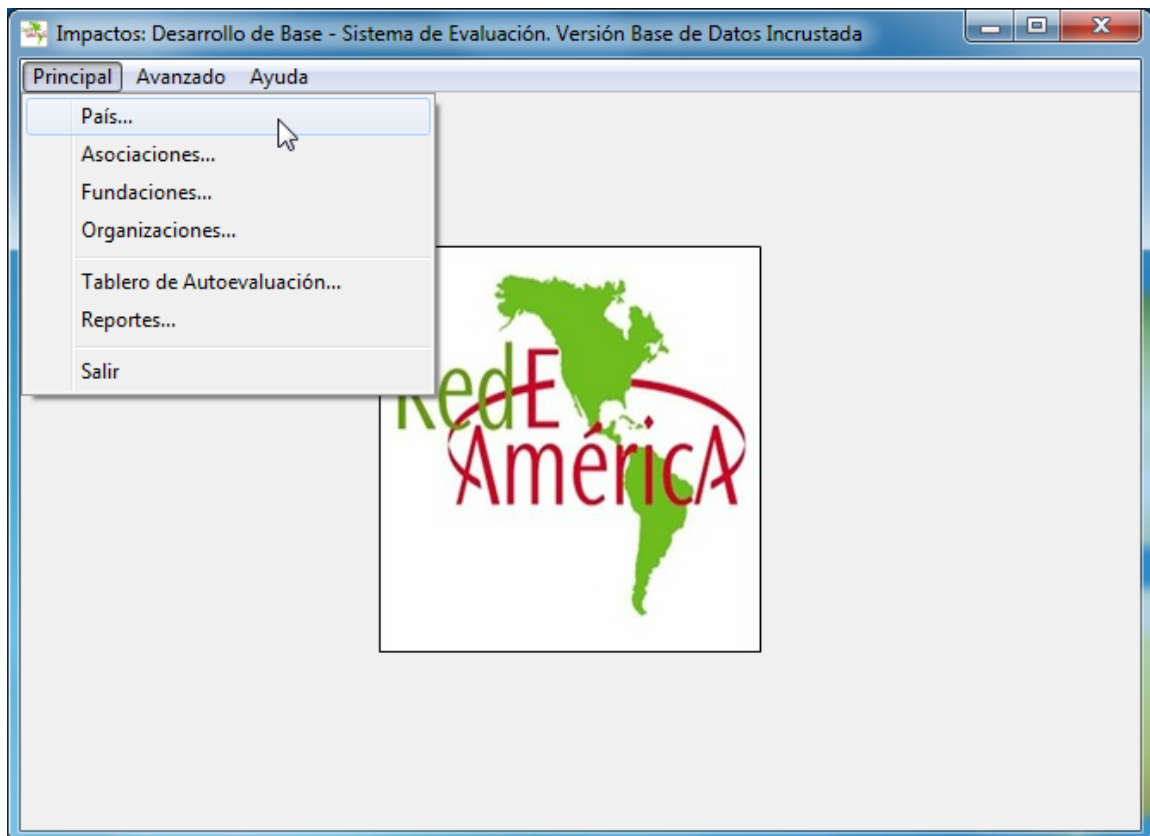 Impactos: Desarrollo de Base - Sistema de Evaluación. Versión Base de Datos Incrustada
Principal Avanzado Ayuda
País...
Asociaciones...
Fundaciones...
Organizaciones...
Tablero de Autoevaluación...
Reportes...
Salir
RedE
AméricA